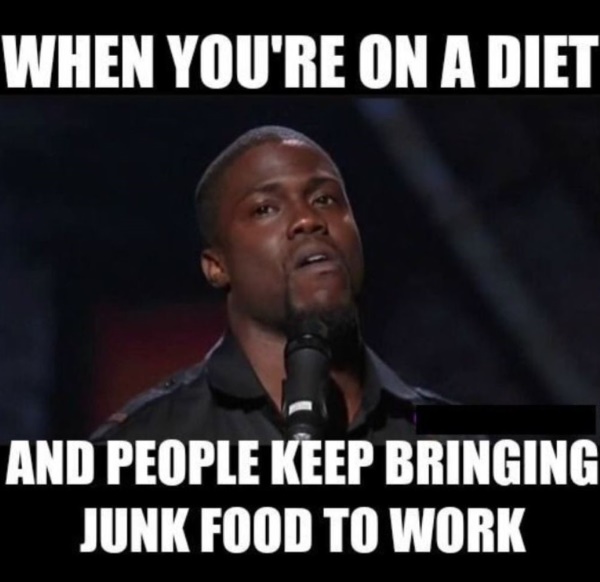 WHEN YOU'RE ON A DIET
AND PEOPLE KEEP BRINGING
JUNK FOOD TO WORK